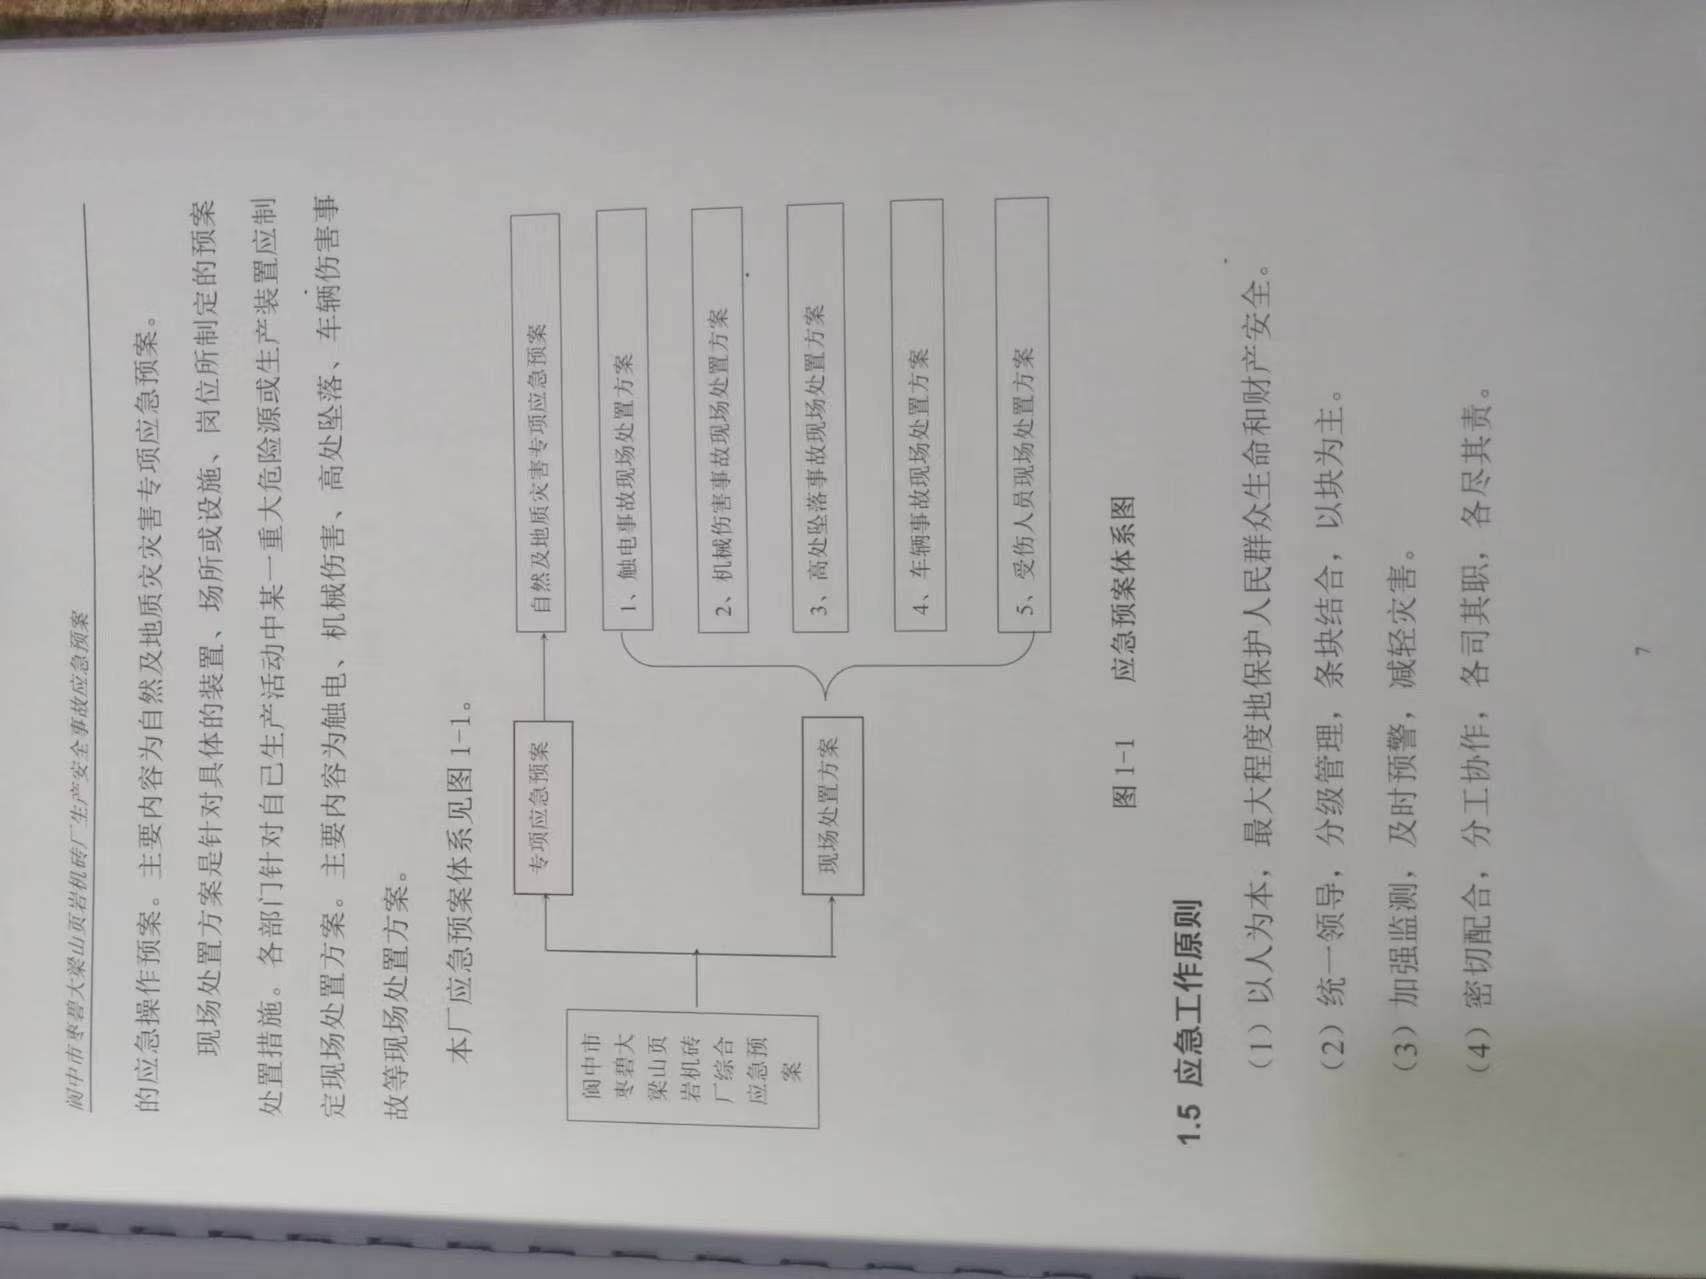 阆中市枣碧大梁山页岩机砖厂生产安全事故应急预案
的应急操作预案。主要内容为自然及地质灾害专项应急预案。
现场处置方案是针对具体的装置、场所或设施、岗位所制定的预案
处置措施。各部门针对自己生产活动中某一重大危险源或生产装置应制
定现场处置方案。主要内容为触电、机械伤害、高处坠落、车辆伤害事
故等现场处置方案。
本厂应急预案体系见图1-1。
阆中市
枣碧大
梁山页
岩机砖
厂综合
应急预
案
专项应急预案
自然及地质灾害专项应急预案
现场处置方案
1、触电事故现场处置方案
2、机械伤害事故现场处置方案
3、高处坠落事故现场处置方案
4、车辆事故现场处置方案
5、受伤人员现场处置方案
图1-1 应急预案体系图
1.5 应急工作原则
（1）以人为本，最大程度地保护人民群众生命和财产安全。
（2）统一领导，分级管理，条块结合，以块为主。
（3）加强监测，及时预警，减轻灾害。
（4）密切配合，分工协作，各司其职，各尽其责。
7